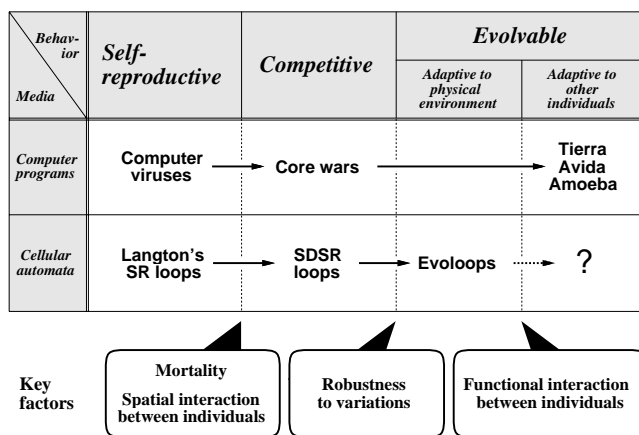 Behav-
ior
Media
Self-
reproductive
Competitive
Evolvable
Adaptive to
physical
environment
Adaptive to
other
individuals
Computer
programs
Computer
viruses
Core wars
Tierra
Avida
Amoeba
Cellular
automata
Langton's
SR loops
SDSR
loops
Evoloops
?
Key
factors
Mortality
Spatial interaction
between individuals
Robustness
to variations
Functional interaction
between individuals